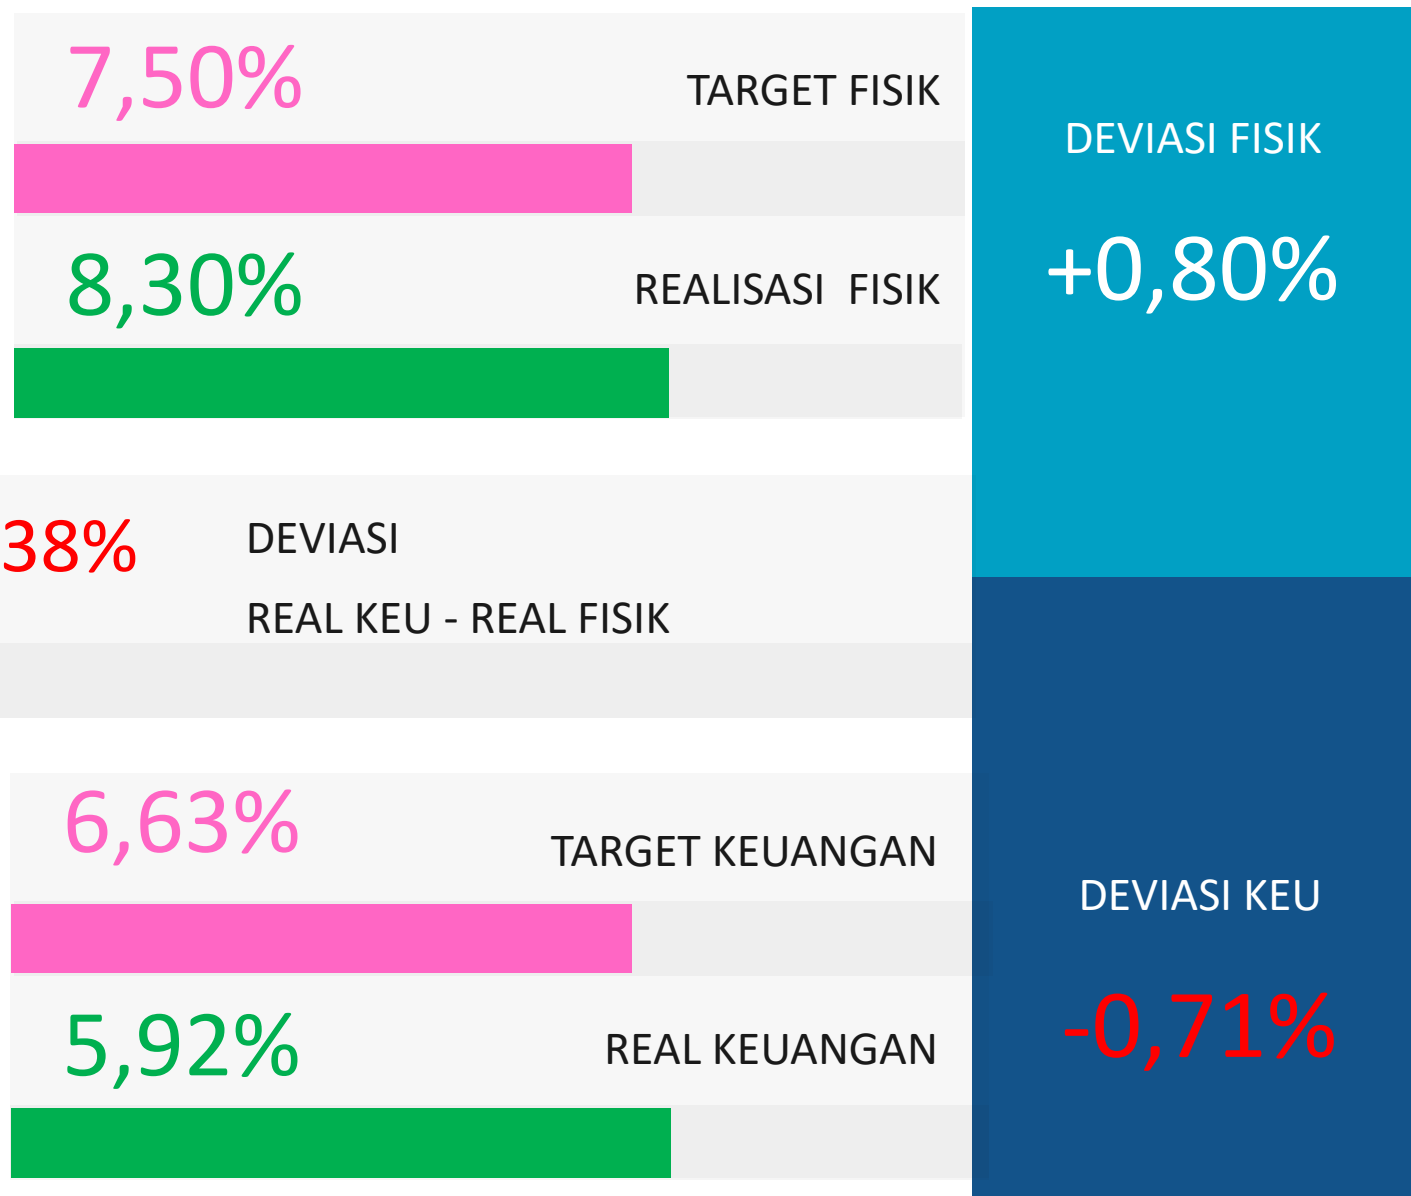 7,50%
TARGET FISIK
8,30%
REALISASI FISIK
DEVIASI FISIK
+0,80%
38%
DEVIASI
REAL KEU - REAL FISIK
6,63%
TARGET KEUANGAN
5,92%
REAL KEUANGAN
DEVIASI KEU
-0,71%